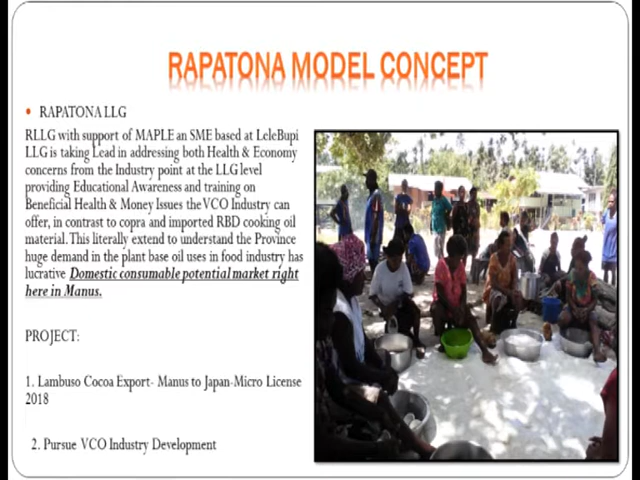 RAPATONA MODEL CONCEPT
• RAPATONA LLG
RLLG with support of MAPLE an SME based at LeleBupi
LLG is taking Lead in addressing both Health & Economy
concerns from the Industry point at the LLG level
providing Educational Awareness and training on
Beneficial Health & Money Issues the VCO Industry can
offer, in contrast to copra and imported RBD cooking oil
material. This literally extend to understand the Province
huge demand in the plant base oil uses in food industry has
lucrative Domestic consumable potential market right
here in Manus.
PROJECT:
1. Lambuso Cocoa Export- Manus to Japan-Micro License
2018
2. Pursue VCO Industry Development